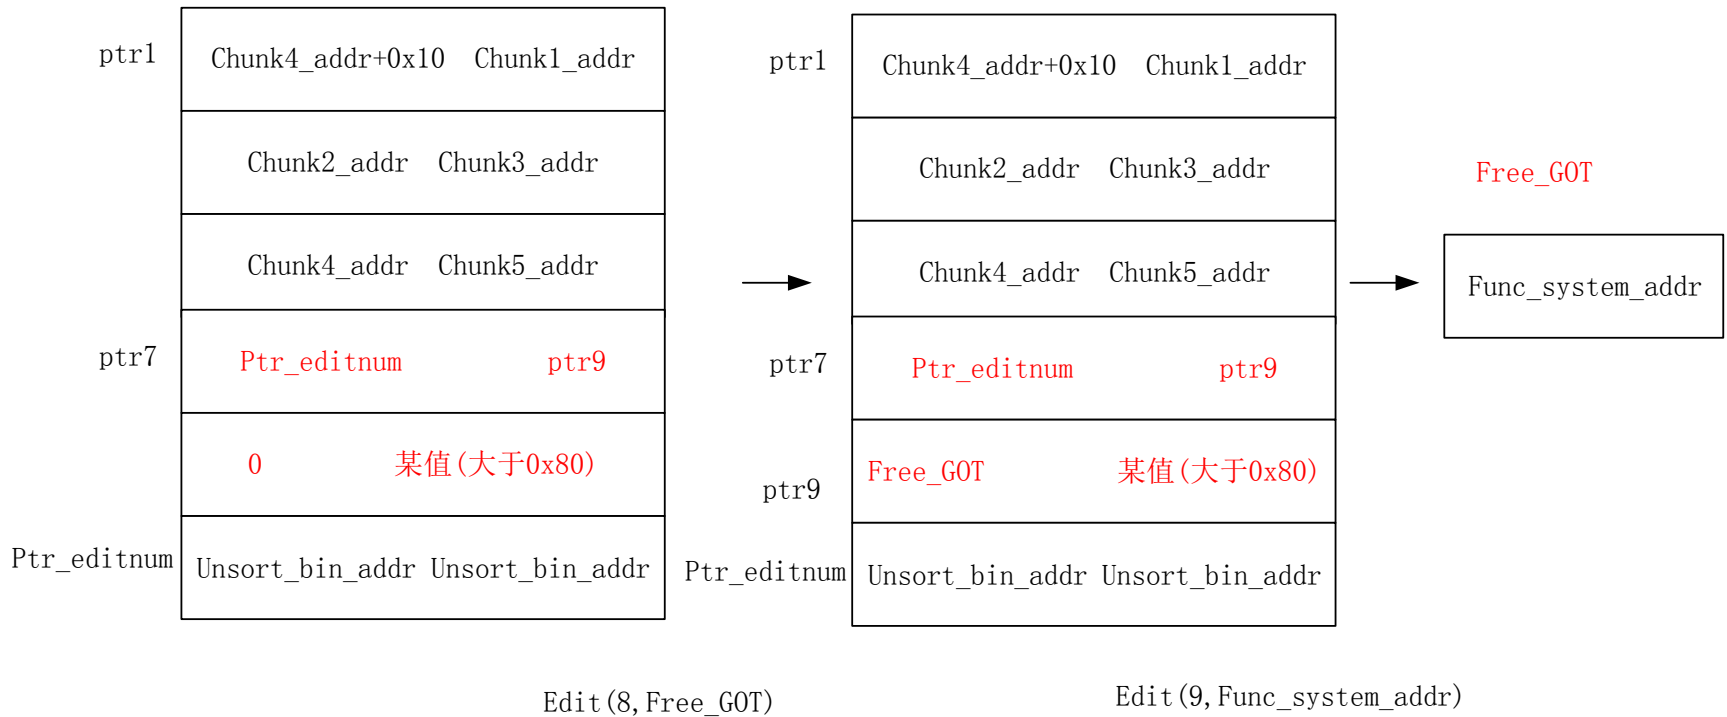 ptr1
Chunk4_addr+0x10 Chunk1_addr
Chunk2_addr Chunk3_addr
Chunk4_addr Chunk5_addr
ptr7
Ptr_editnum ptr9
0 某值(大于0x80)
Ptr_editnum
Unsort_bin_addr Unsort_bin_addr
Edit(8,Free_GOT)
ptr1
Chunk4_addr+0x10 Chunk1_addr
Chunk2_addr Chunk3_addr
Chunk4_addr Chunk5_addr
ptr7
Ptr_editnum ptr9
Free_GOT 某值(大于0x80)
ptr9
Ptr_editnum
Unsort_bin_addr Unsort_bin_addr
Edit(9,Func_system_addr)
Free_GOT
Func_system_addr